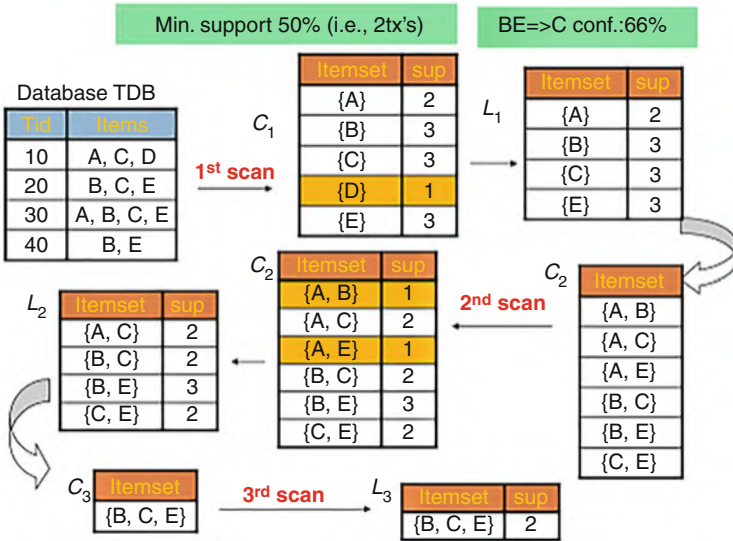 Min. support 50% (i.e., 2tx's)
BE=>C conf.:66%
Database TDB
Tid Items
10 A, C, D
20 B, C, E
30 A, B, C, E
40 B, E
1st scan
C1
Itemset sup
{A} 2
{B} 3
{C} 3
{D} 1
{E} 3
L1
Itemset sup
{A} 2
{B} 3
{C} 3
{E} 3
C2
Itemset
{A, B}
{A, C}
{A, E}
{B, C}
{B, E}
{C, E}
2nd scan
C2
Itemset sup
{A, B} 1
{A, C} 2
{A, E} 1
{B, C} 2
{B, E} 3
{C, E} 2
L2
Itemset sup
{A, C} 2
{B, C} 2
{B, E} 3
{C, E} 2
C3
Itemset
{B, C, E}
3rd scan
L3
Itemset sup
{B, C, E} 2